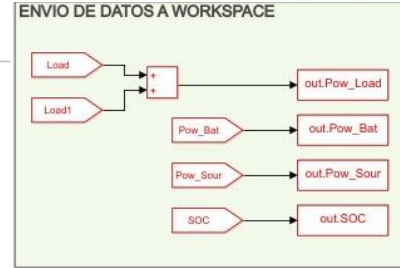 ENVIO DE DATOS A WORKSPACE
Load
+
+
out.Pow_Load
Load1
Pow_Bat
out.Pow_Bat
Pow_Sour
out.Pow_Sour
SOC
out.SOC